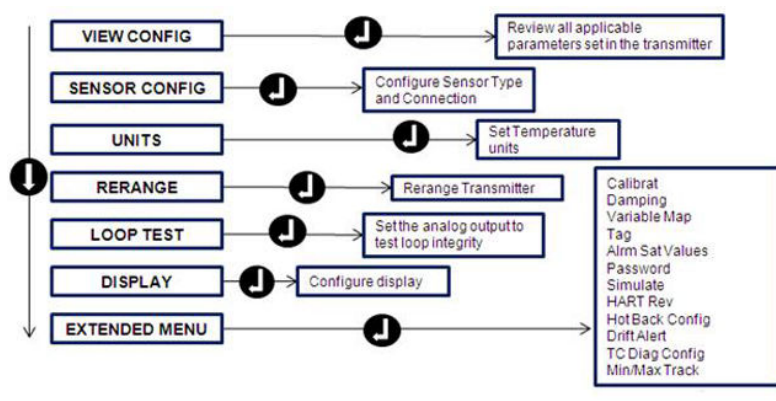 VIEW CONFIG
Review all applicable
parameters set in the transmitter
SENSOR CONFIG
Configure Sensor Type
and Connection
UNITS
Set Temperature
units
RERANGE
Rerange Transmitter
LOOP TEST
Set the analog output to
test loop integrity
DISPLAY
Configure display
EXTENDED MENU
Calibrat
Damping
Variable Map
Tag
Alrm Sat Values
Password
Simulate
HART Rev
Hot Back Config
Drift Alert
TC Diag Config
Min/Max Track